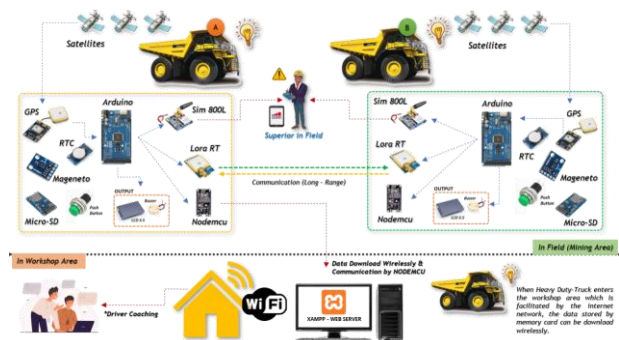 A
B
Satellites
Satellites
GPS
Arduino
Sim 800L
RTC
Mageneto
Lora RT
OUTPUT
Buzzer
LCD
Push
Button
Micro-SD
Nodemcu
Superior in Field
Communication (Long - Range)
Sim 800L
Arduino
GPS
Lora RT
RTC
Mageneto
OUTPUT
Buzzer
LCD
Push
Button
Nodemcu
Micro-SD
In Field (Mining Area)
In Workshop Area
Data Download Wirelessly &
Communication by NODEMCU
*Driver Coaching
WiFi
XAMPP - WEB SERVER
When Heavy Duty-Truck enters
the workshop area which is
facilitated by the internet
network, the data stored by
memory card can be download
wirelessly.